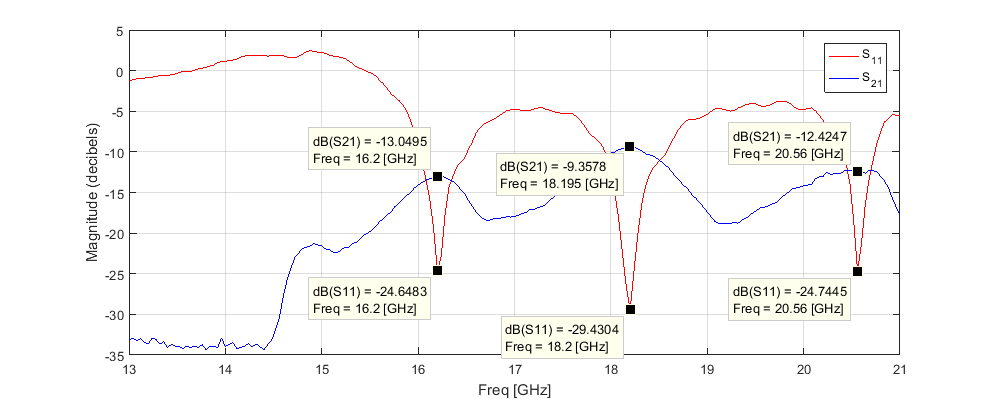 5
0
-5
-10
-15
-20
-25
-30
-35
Magnitude (decibels)
S11
S21
dB(S21) = -13.0495
Freq = 16.2 [GHz]
dB(S21) = -9.3578
Freq = 18.195 [GHz]
dB(S21) = -12.4247
Freq = 20.56 [GHz]
dB(S11) = -24.6483
Freq = 16.2 [GHz]
dB(S11) = -29.4304
Freq = 18.2 [GHz]
dB(S11) = -24.7445
Freq = 20.56 [GHz]
13 14 15 16 17 18 19 20 21
Freq [GHz]